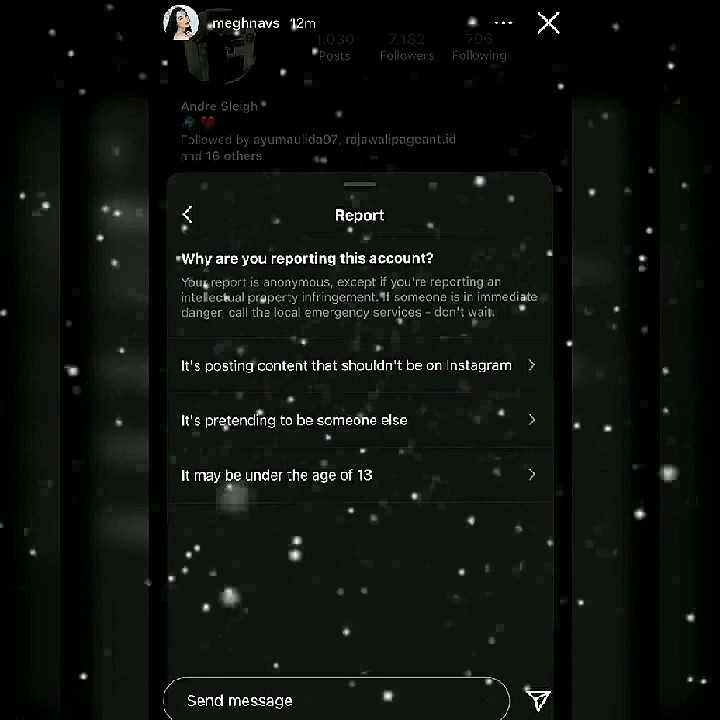 meghnavs 12m
1.030 7.182 706
Posts Followers Following
Andre Sleigh
Followed by ayumaulida97, rajawalipageant.id
and 16 others
Report
Why are you reporting this account?
Your report is anonymous, except if you're reporting an
intellectual property infringement. If someone is in immediate
danger, call the local emergency services - don't wait.
It's posting content that shouldn't be on Instagram
It's pretending to be someone else
It may be under the age of 13
Send message